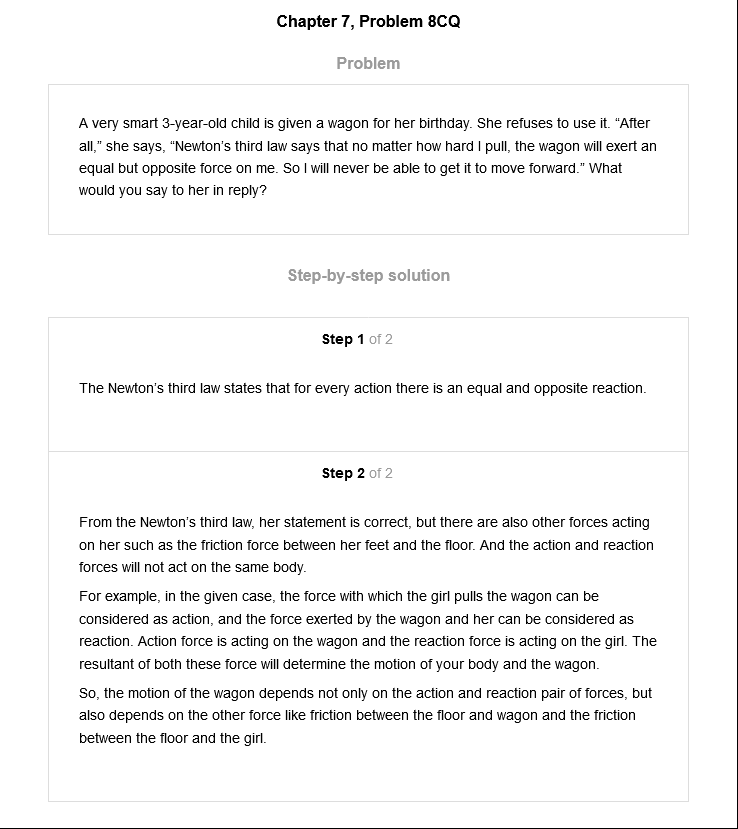 Chapter 7, Problem 8CQ
Problem
A very smart 3-year-old child is given a wagon for her birthday. She refuses to use it. “After
all,” she says, “Newton’s third law says that no matter how hard I pull, the wagon will exert an
equal but opposite force on me. So I will never be able to get it to move forward.” What
would you say to her in reply?
Step-by-step solution
Step 1 of 2
The Newton’s third law states that for every action there is an equal and opposite reaction.
Step 2 of 2
From the Newton’s third law, her statement is correct, but there are also other forces acting
on her such as the friction force between her feet and the floor. And the action and reaction
forces will not act on the same body.
For example, in the given case, the force with which the girl pulls the wagon can be
considered as action, and the force exerted by the wagon and her can be considered as
reaction. Action force is acting on the wagon and the reaction force is acting on the girl. The
resultant of both these force will determine the motion of your body and the wagon.
So, the motion of the wagon depends not only on the action and reaction pair of forces, but
also depends on the other force like friction between the floor and wagon and the friction
between the floor and the girl.